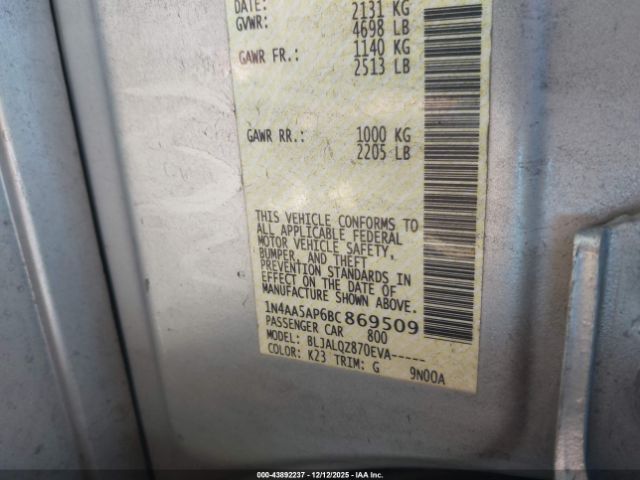 DATE:
2131 KG
GVWR: 4698 LB
GAWR FR.: 1140 KG
2513 LB
GAWR RR.: 1000 KG
2205 LB
THIS VEHICLE CONFORMS TO
ALL APPLICABLE FEDERAL
MOTOR VEHICLE SAFETY,
BUMPER, AND THEFT
PREVENTION STANDARDS IN
EFFECT ON THE DATE OF
MANUFACTURE SHOWN ABOVE.
1N4AA5AP6BC869509
PASSENGER CAR 800
MODEL: BLJALQZ870EVA-----
COLOR: K23 TRIM: G 9N00A
000-43892237 - 12/12/2025 - IAA Inc.